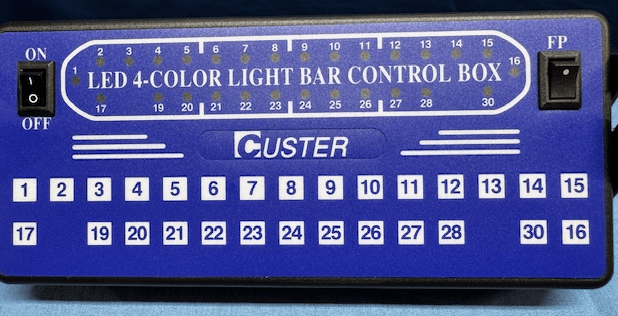 ON
OFF
2 3 4 5 6 7 8 9 10 11 12 13 14 15
1 LED 4-COLOR LIGHT BAR CONTROL BOX 16
17 19 20 21 22 23 24 25 26 27 28 30
FP
CUSTER
1 2 3 4 5 6 7 8 9 10 11 12 13 14 15
17 19 20 21 22 23 24 25 26 27 28 30 16